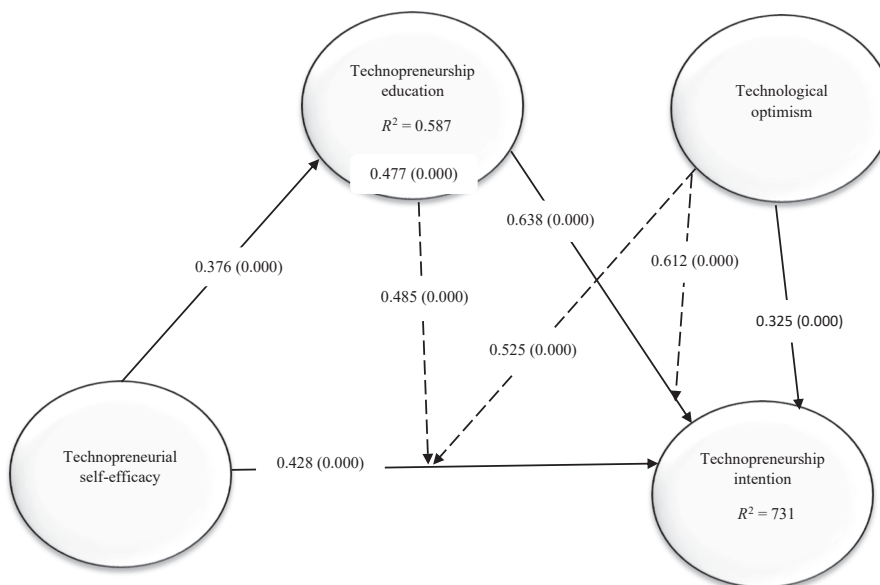 Technopreneurship
education
R² = 0.587
0.477 (0.000)
Technological
optimism
0.638 (0.000)
0.612 (0.000)
0.376 (0.000)
0.485 (0.000)
0.325 (0.000)
0.525 (0.000)
Technopreneurial
self-efficacy
0.428 (0.000)
Technopreneurship
intention
R² = 731